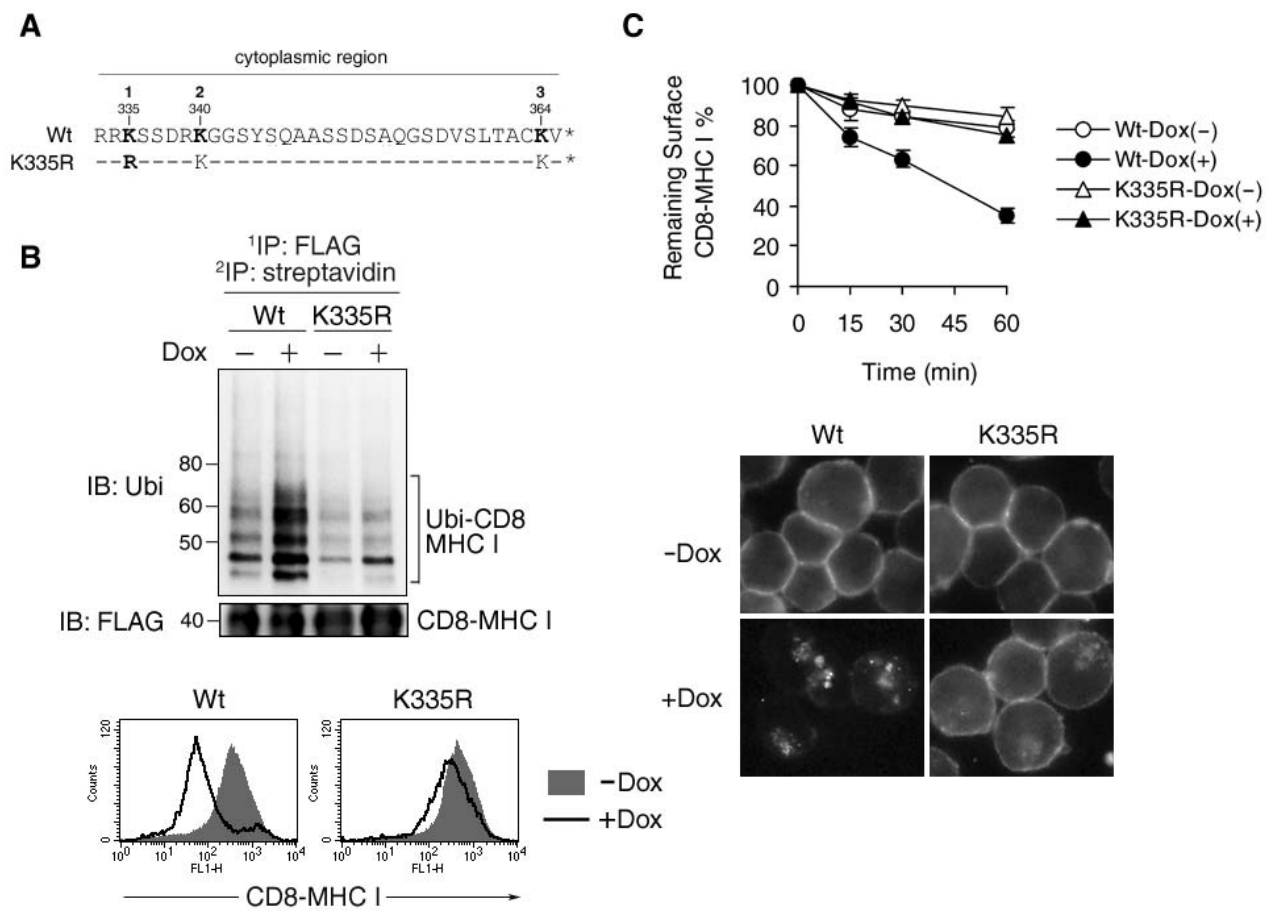 A
cytoplasmic region
1 2 3
335 340 364
Wt RRKSSSDRKGGSYSQAASSDSAQGSDVSLTACKV*
K335R --R------K-----------------------K-*
B
¹IP: FLAG
²IP: streptavidin
Wt K335R
Dox − + − +
80
IB: Ubi
60
50
Ubi-CD8
MHC I
IB: FLAG 40 CD8-MHC I
Wt K335R
120 120
Counts Counts
0 0
10⁰ 10¹ 10² 10³ 10⁴ 10⁰ 10¹ 10² 10³ 10⁴
FL1-H FL1-H
−Dox
+Dox
CD8-MHC I
C
Remaining Surface
CD8-MHC I %
100
80
60
40
20
0
0 15 30 45 60
Time (min)
Wt-Dox(−)
Wt-Dox(+)
K335R-Dox(−)
K335R-Dox(+)
Wt K335R
−Dox
+Dox